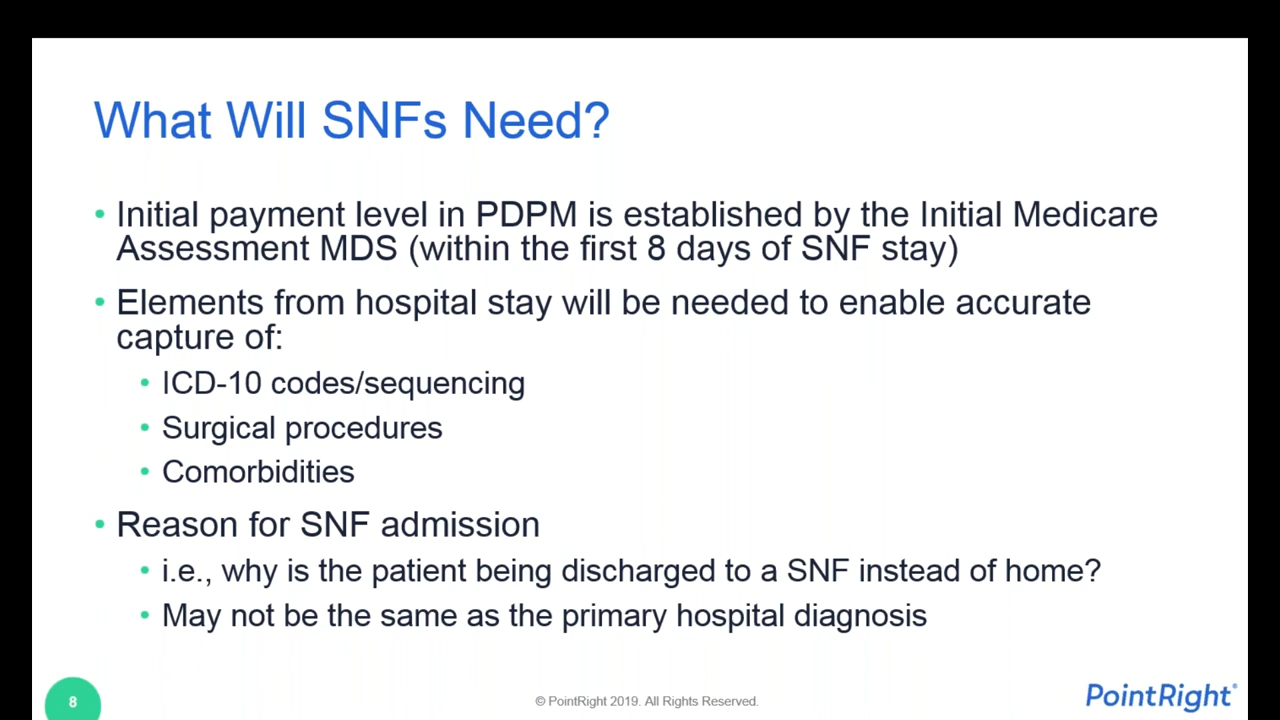 What Will SNFs Need?
• Initial payment level in PDPM is established by the Initial Medicare
Assessment MDS (within the first 8 days of SNF stay)
• Elements from hospital stay will be needed to enable accurate
capture of:
• ICD-10 codes/sequencing
• Surgical procedures
• Comorbidities
• Reason for SNF admission
• i.e., why is the patient being discharged to a SNF instead of home?
• May not be the same as the primary hospital diagnosis
8
© PointRight 2019. All Rights Reserved.
PointRight®